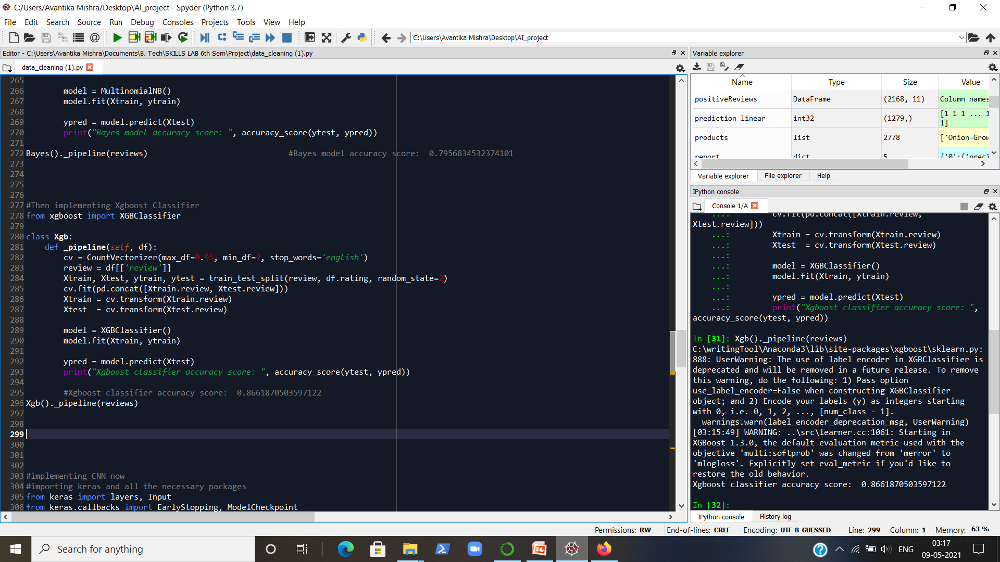 C:/Users/Avantika Mishra/Desktop\AI_project - Spyder (Python 3.7)
File Edit Search Source Run Debug Consoles Projects Tools View Help
C:\Users\Avantika Mishra\Desktop\AI_project
Editor - C:\Users\Avantika Mishra\Documents\B. Tech\SKILLS LAB 6th Sem\Project\data_cleaning (1).py
data_cleaning (1).py
265
266 model = MultinomialNB()
267 model.fit(Xtrain, ytrain)
268
269 ypred = model.predict(Xtest)
270 print("Bayes model accuracy score: ", accuracy_score(ytest, ypred))
271
272 Bayes()._pipeline(reviews) #Bayes model accuracy score:  0.7956834532374101
273
274
275
276
277 #Then implementing Xgboost Classifier
278 from xgboost import XGBClassifier
279
280 class Xgb:
281 def _pipeline(self, df):
282 cv = CountVectorizer(max_df=0.95, min_df=2, stop_words='english')
283 review = df[['review']]
284 Xtrain, Xtest, ytrain, ytest = train_test_split(review, df.rating, random_state=2)
285 cv.fit(pd.concat([Xtrain.review, Xtest.review]))
286 Xtrain = cv.transform(Xtrain.review)
287 Xtest  = cv.transform(Xtest.review)
288
289 model = XGBClassifier()
290 model.fit(Xtrain, ytrain)
291
292 ypred = model.predict(Xtest)
293 print("Xgboost classifier accuracy score: ", accuracy_score(ytest, ypred))
294
295 #Xgboost classifier accuracy score:  0.8661870503597122
296 Xgb()._pipeline(reviews)
297
298
299
300
301
302
303 #implementing CNN now
304 #importing keras and all the necessary packages
305 from keras import layers, Input
306 from keras.callbacks import EarlyStopping, ModelCheckpoint
Variable explorer
Name Type Size Value
positiveReviews DataFrame (2168, 11) Column names
prediction_linear int32 (1279,) [1 1 1 ... 1
1]
products list 2778 ['Onion-Grow
report dict 5 {'0':{'preci
Variable explorer File explorer Help
IPython console
Console 1/A
...: cv.fit(pd.concat([Xtrain.review,
Xtest.review]))
...: Xtrain = cv.transform(Xtrain.review)
...: Xtest  = cv.transform(Xtest.review)
...:
...: model = XGBClassifier()
...: model.fit(Xtrain, ytrain)
...:
...: ypred = model.predict(Xtest)
...: print("Xgboost classifier accuracy score: ",
accuracy_score(ytest, ypred))
In [31]: Xgb()._pipeline(reviews)
C:\writingTool\Anaconda3\lib\site-packages\xgboost\sklearn.py:
888: UserWarning: The use of label encoder in XGBClassifier is
deprecated and will be removed in a future release. To remove
this warning, do the following: 1) Pass option
use_label_encoder=False when constructing XGBClassifier
object; and 2) Encode your labels (y) as integers starting
with 0, i.e. 0, 1, 2, ..., [num_class - 1].
warnings.warn(label_encoder_deprecation_msg, UserWarning)
[03:15:49] WARNING: ..\src\learner.cc:1061: Starting in
XGBoost 1.3.0, the default evaluation metric used with the
objective 'multi:softprob' was changed from 'merror' to
'mlogloss'. Explicitly set eval_metric if you'd like to
restore the old behavior.
Xgboost classifier accuracy score:  0.8661870503597122
In [32]:
IPython console History log
Permissions: RW End-of-lines: CRLF Encoding: UTF-8-GUESSED Line: 299 Column: 1 Memory: 63 %
Search for anything
ENG
03:17
09-05-2021